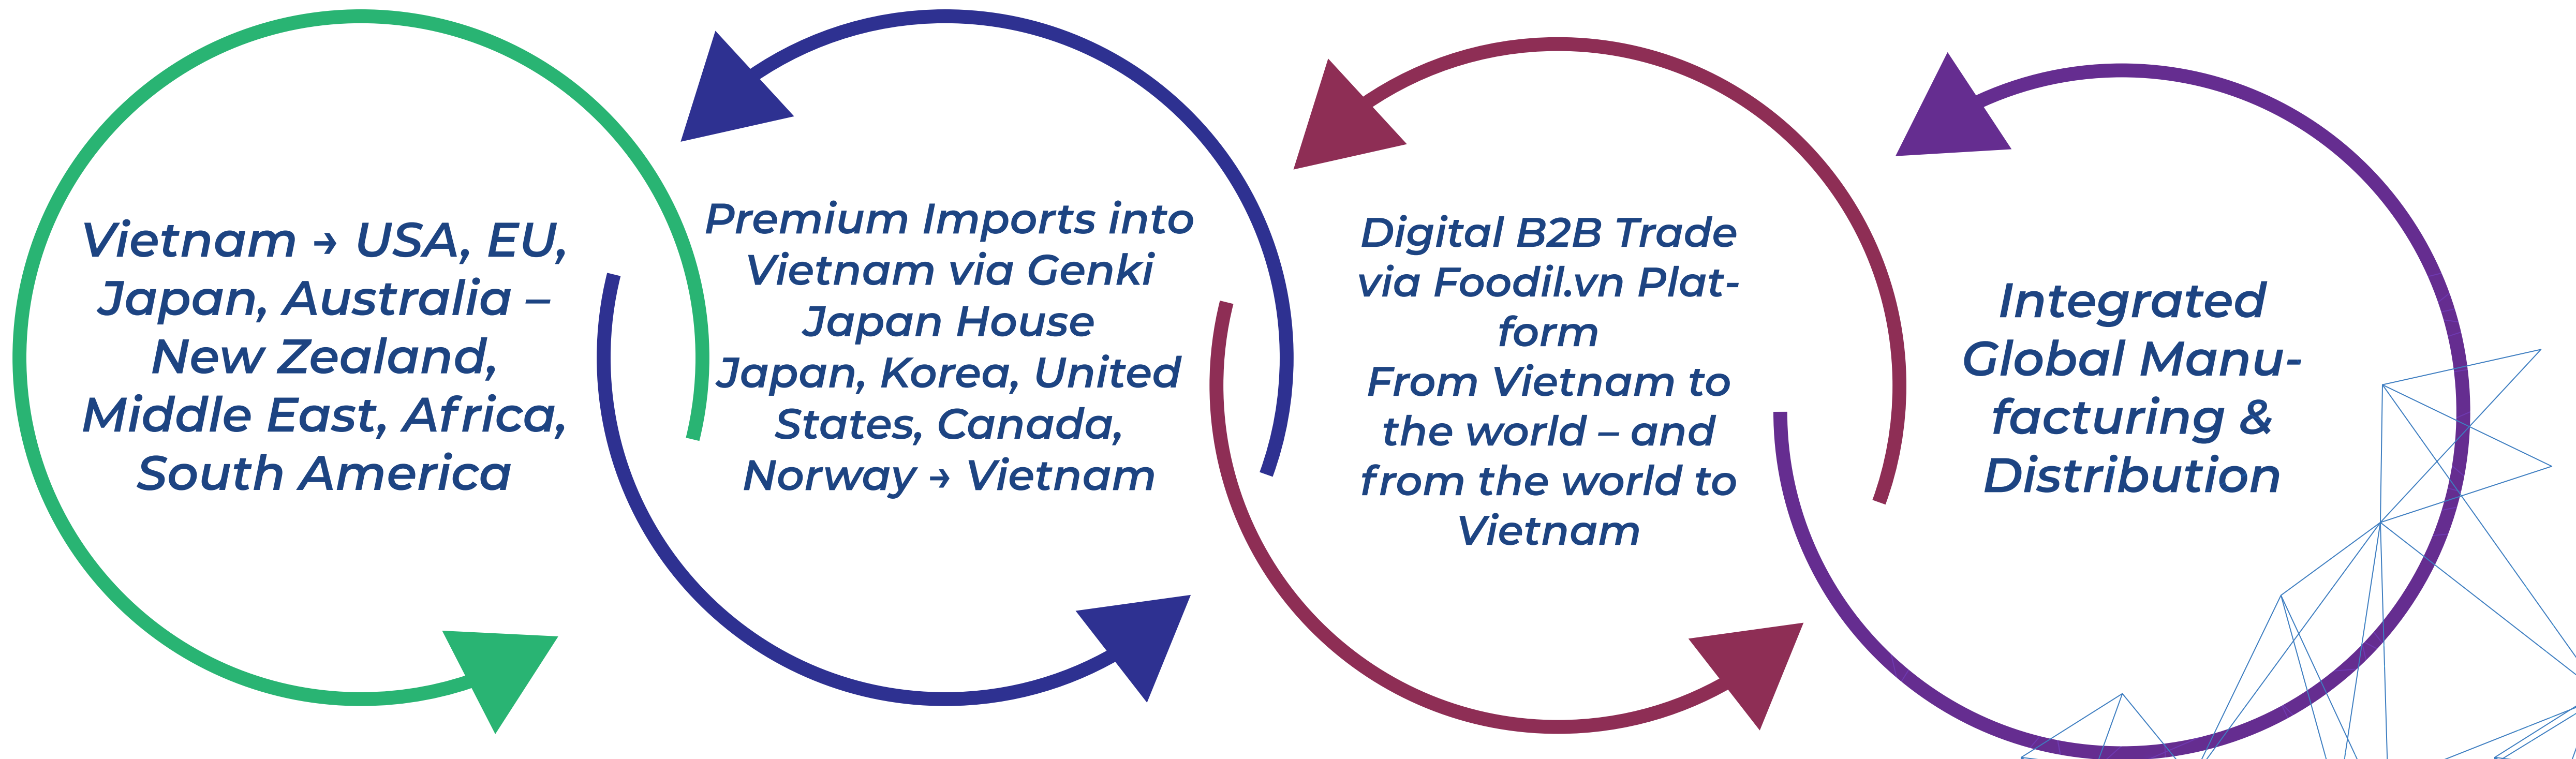 Vietnam → USA, EU,
Japan, Australia –
New Zealand,
Middle East, Africa,
South America
Premium Imports into
Vietnam via Genki
Japan House
Japan, Korea, United
States, Canada,
Norway → Vietnam
Digital B2B Trade
via Foodil.vn Plat-
form
From Vietnam to
the world – and
from the world to
Vietnam
Integrated
Global Manu-
facturing &
Distribution